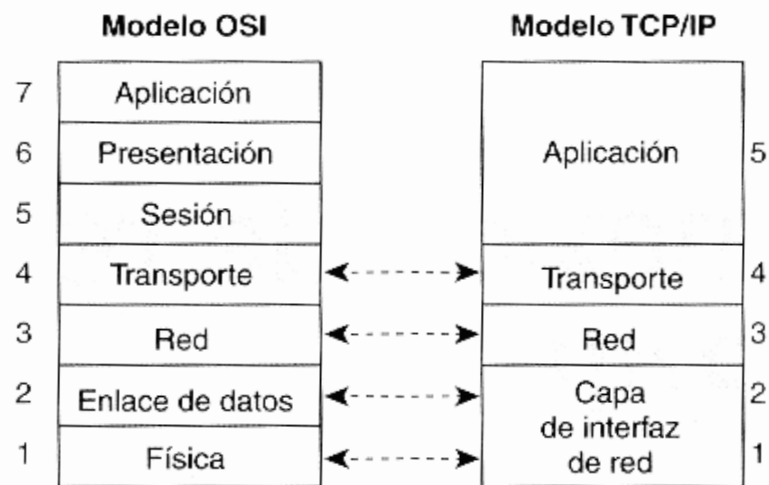 Modelo OSI
Modelo TCP/IP
7 Aplicación
6 Presentación
5 Sesión
Aplicación 5
4 Transporte
Transporte 4
3 Red
Red 3
2 Enlace de datos
1 Física
Capa 2
de interfaz
de red 1